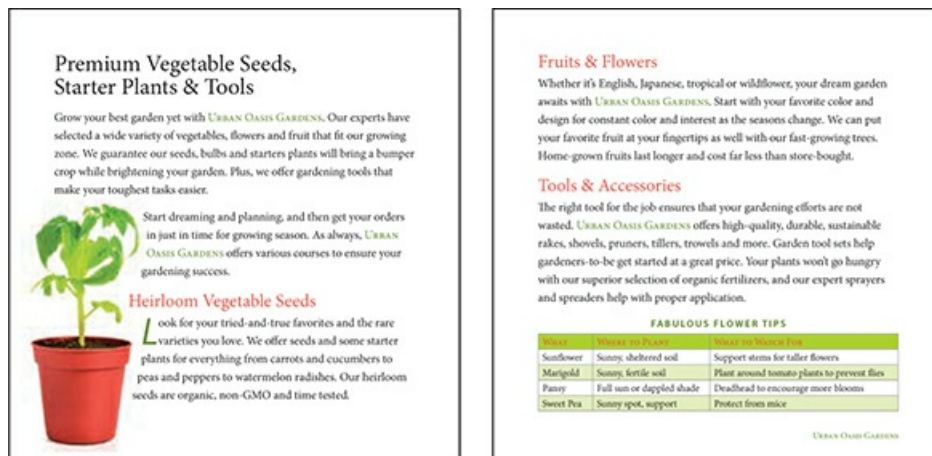 Premium Vegetable Seeds,
Starter Plants & Tools
Grow your best garden yet with URBAN OASIS GARDENS. Our experts have
selected a wide variety of vegetables, flowers and fruit that fit our growing
zone. We guarantee our seeds, bulbs and starters plants will bring a bumper
crop while brightening your garden. Plus, we offer gardening tools that
make your toughest tasks easier.
Start dreaming and planning, and then get your orders
in just in time for growing season. As always, URBAN
OASIS GARDENS offers various courses to ensure your
gardening success.
Heirloom Vegetable Seeds
Look for your tried-and-true favorites and the rare
varieties you love. We offer seeds and some starter
plants for everything from carrots and cucumbers to
peas and peppers to watermelon radishes. Our heirloom
seeds are organic, non-GMO and time tested.
Fruits & Flowers
Whether it's English, Japanese, tropical or wildflower, your dream garden
awaits with URBAN OASIS GARDENS. Start with your favorite color and
design for constant color and interest as the seasons change. We can put
your favorite fruit at your fingertips as well with our fast-growing trees.
Home-grown fruits last longer and cost far less than store-bought.
Tools & Accessories
The right tool for the job ensures that your gardening efforts are not
wasted. URBAN OASIS GARDENS offers high-quality, durable, sustainable
rakes, shovels, pruners, tillers, trowels and more. Garden tool sets help
gardeners-to-be get started at a great price. Your plants won't go hungry
with our superior selection of organic fertilizers, and our expert sprayers
and spreaders help with proper application.
FABULOUS FLOWER TIPS
WHAT WHERE TO PLANT WHAT TO WATCH FOR
Sunflower Sunny, sheltered soil Support stems for taller flowers
Marigold Sunny, fertile soil Plant around tomato plants to prevent flies
Pansy Full sun or dappled shade Deadhead to encourage more blooms
Sweet Pea Sunny spot, support Protect from mice
URBAN OASIS GARDENS